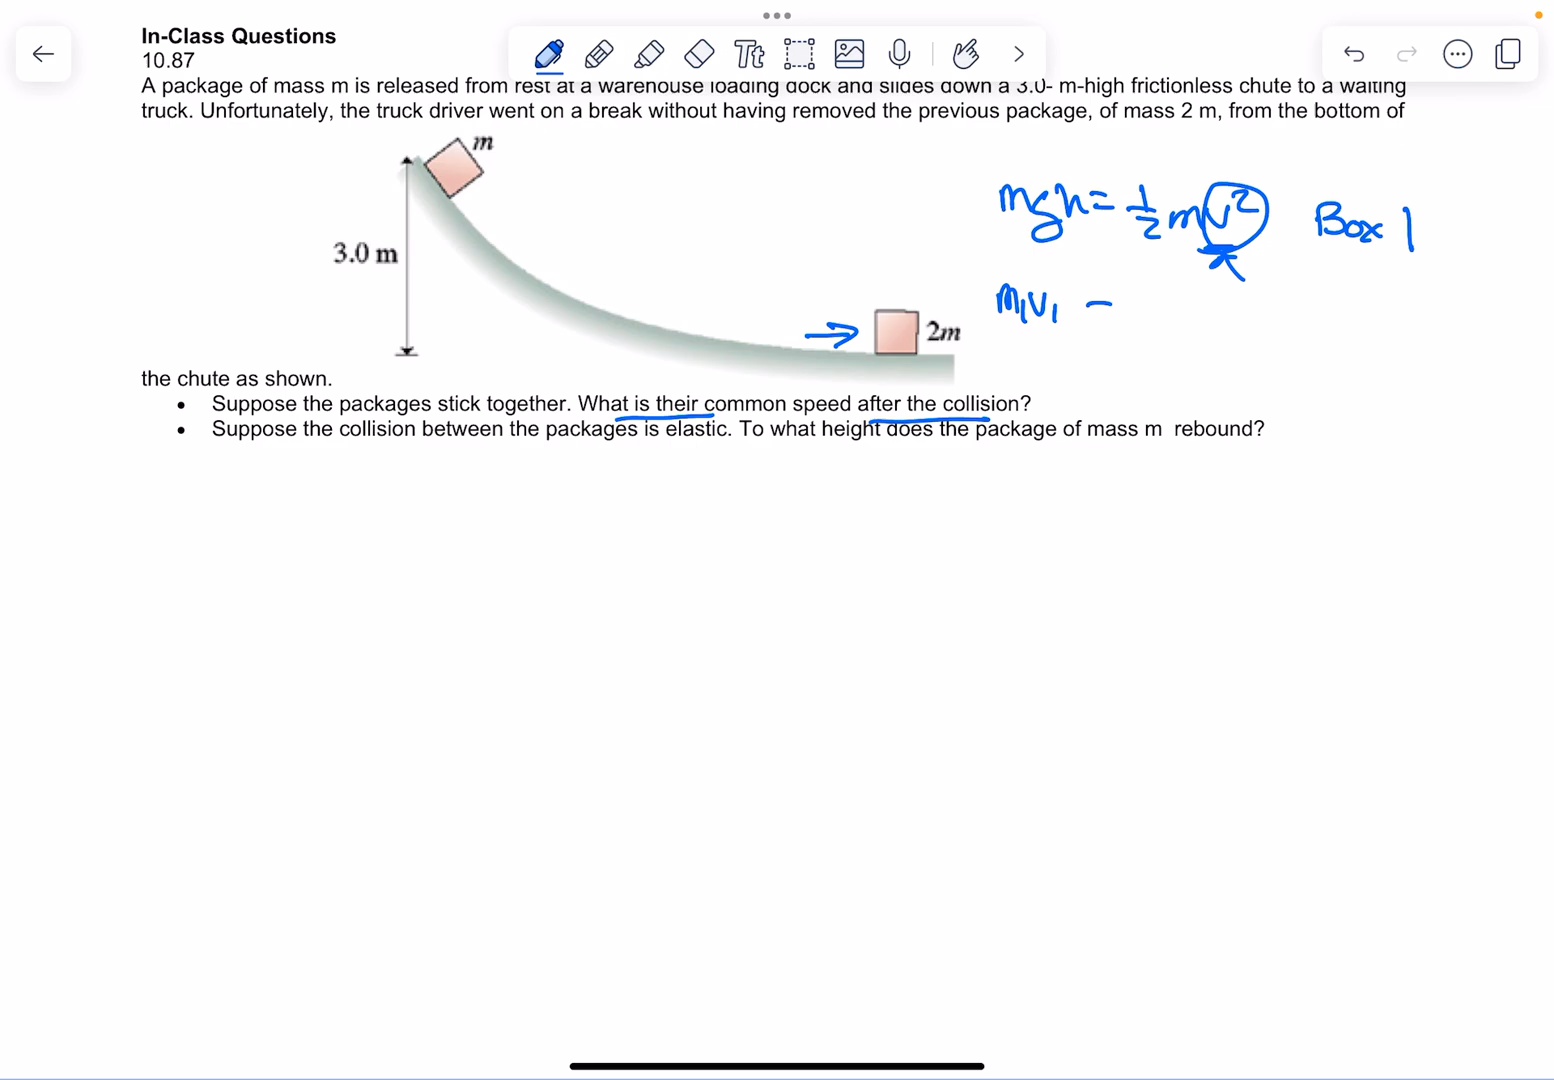 In-Class Questions
10.87
Tt
A package of mass m is released from rest at a warehouse loading dock and slides down a 3.0- m-high frictionless chute to a waiting
truck. Unfortunately, the truck driver went on a break without having removed the previous package, of mass 2 m, from the bottom of
m
mgh = 1/2 mv² Box 1
3.0 m
m₁v₁ –
2m
the chute as shown.
• Suppose the packages stick together. What is their common speed after the collision?
• Suppose the collision between the packages is elastic. To what height does the package of mass m rebound?